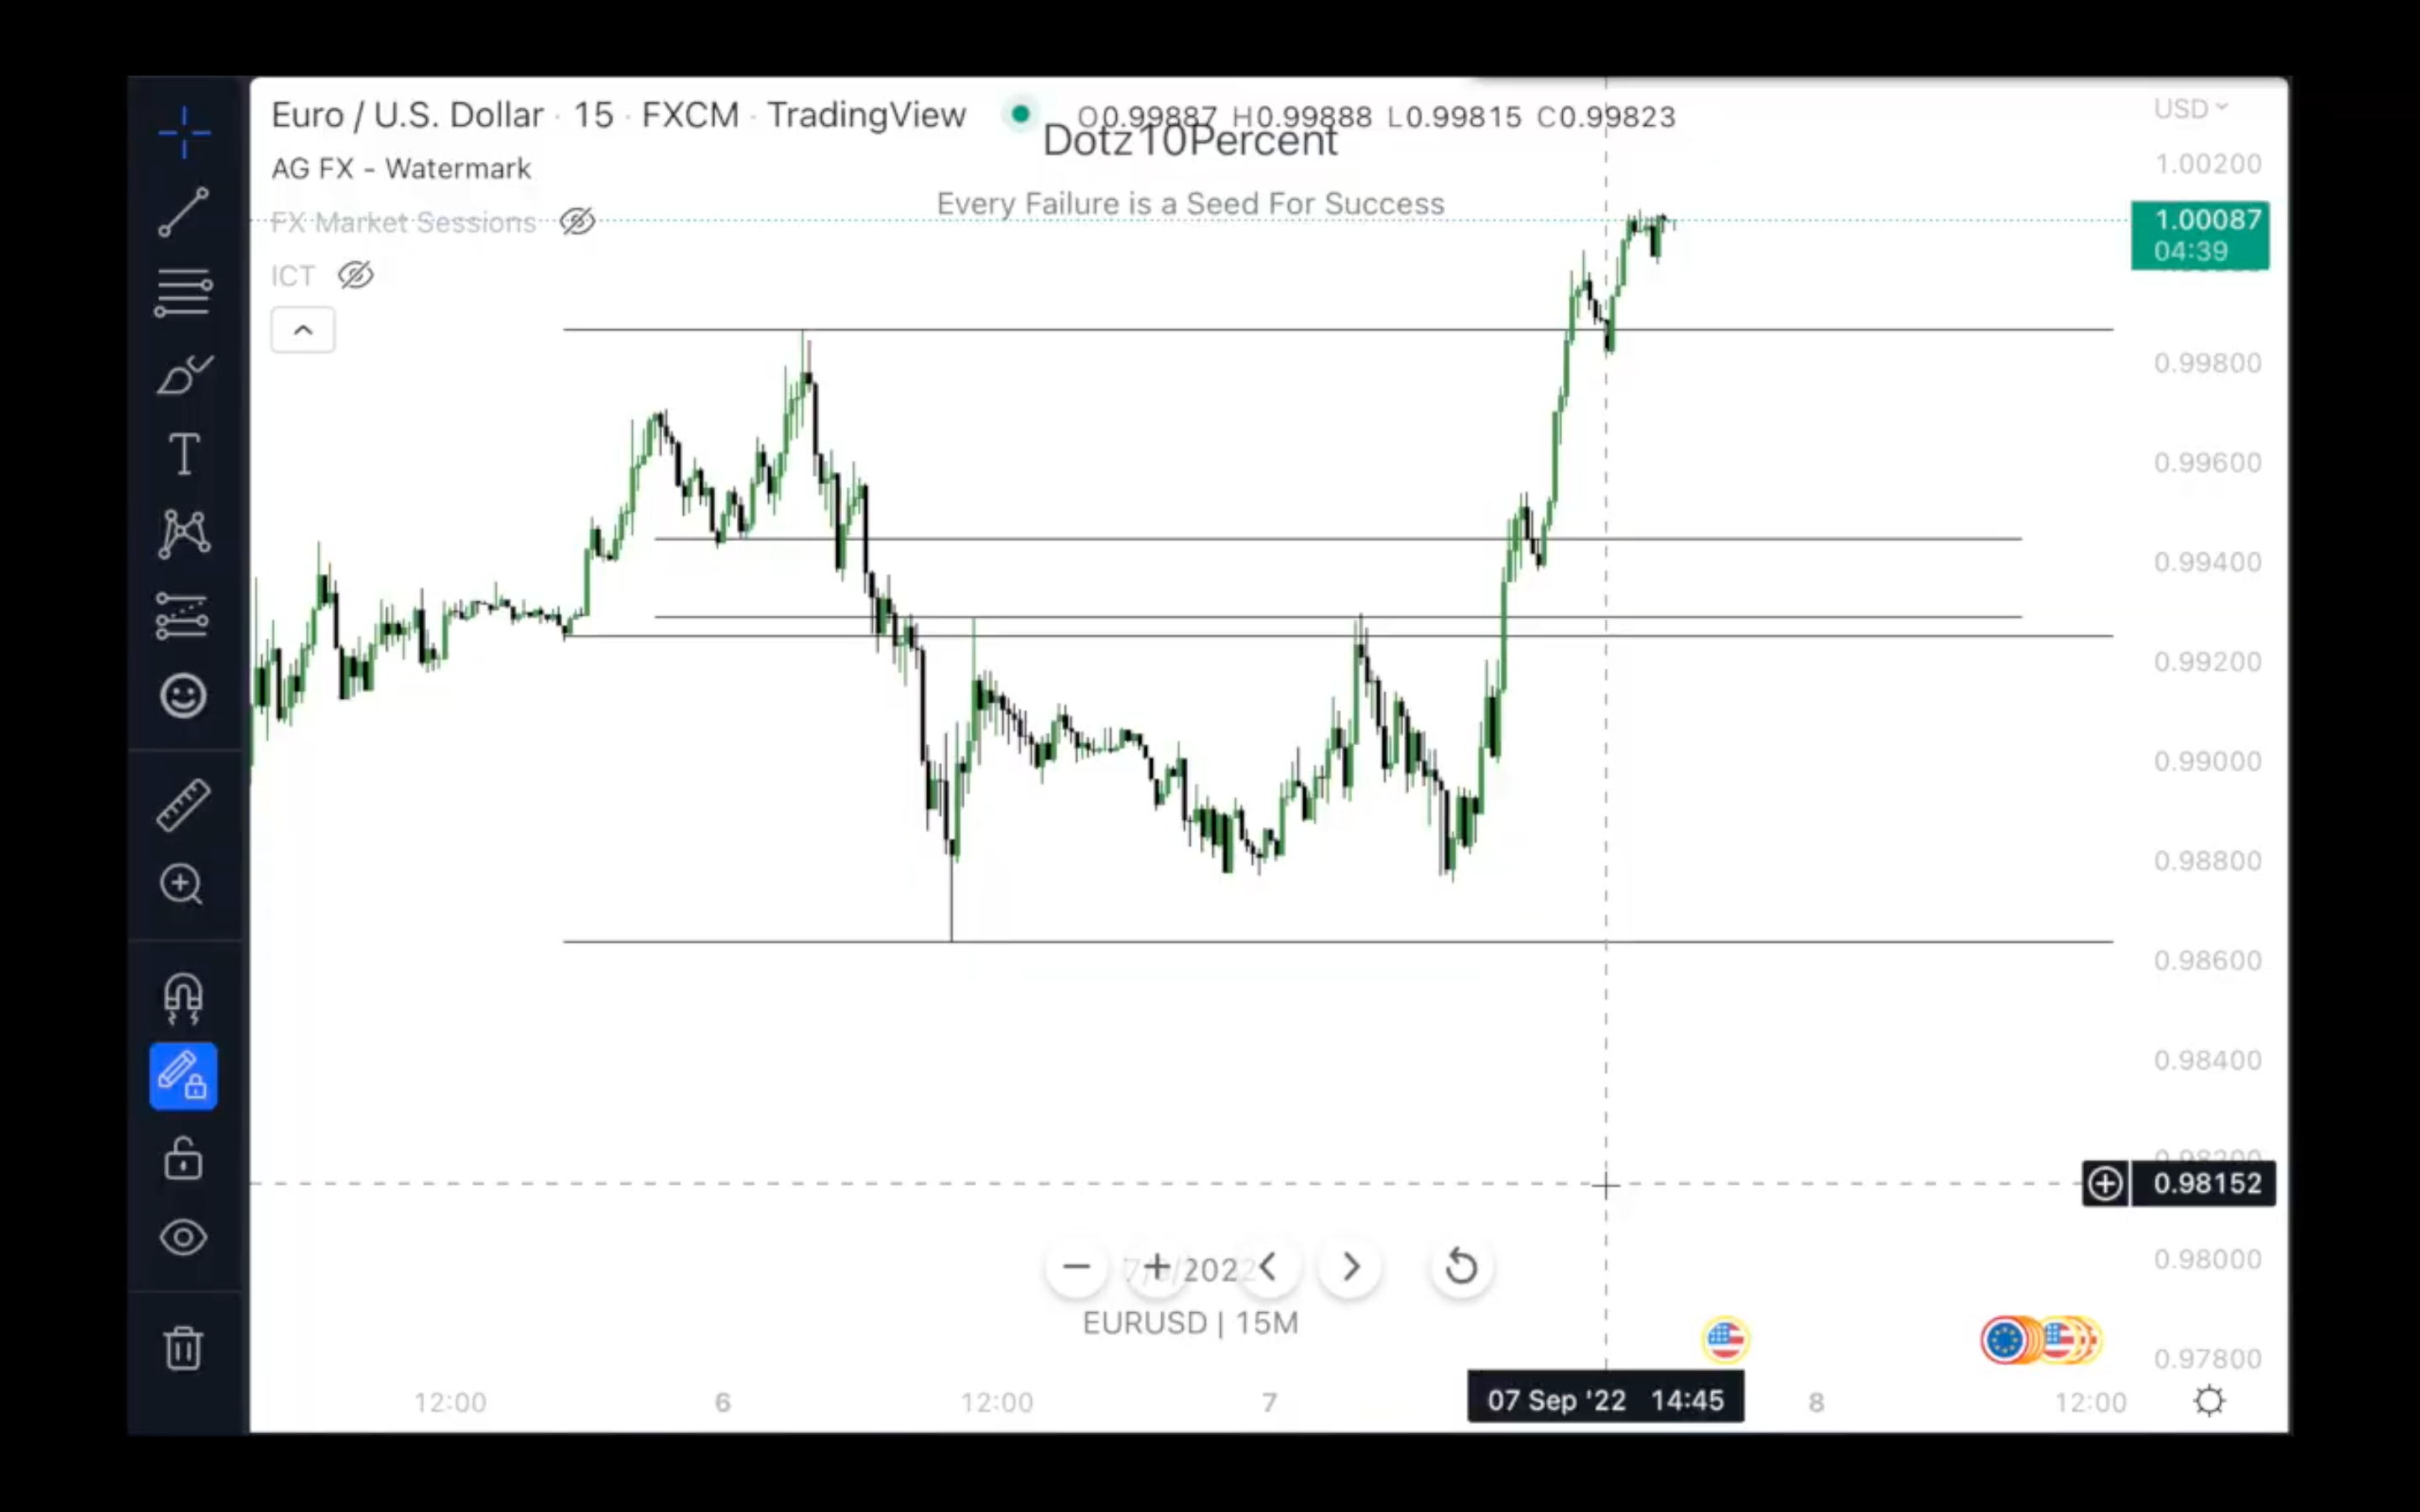 Euro / U.S. Dollar · 15 · FXCM · TradingView
O0.99887 H0.99888 L0.99815 C0.99823
USD
Dotz10Percent
AG FX - Watermark
Every Failure is a Seed For Success
FX Market Sessions
ICT
1.00200
1.00087
04:39
0.99800
0.99600
0.99400
0.99200
0.99000
0.98800
0.98600
0.98400
0.98152
0.98000
0.97800
EURUSD | 15M
12:00
6
12:00
7
07 Sep '22 14:45
8
12:00